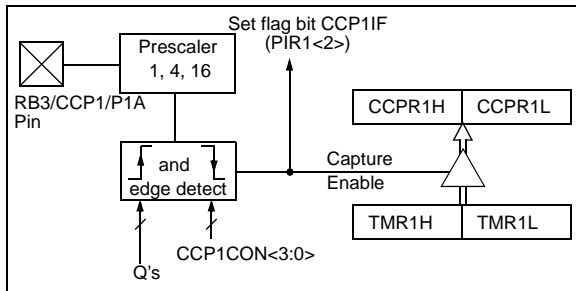 Set flag bit CCP1IF
(PIR1<2>)
Prescaler
1, 4, 16
RB3/CCP1/P1A
Pin
CCPR1H
CCPR1L
and
edge detect
Capture
Enable
TMR1H
TMR1L
CCP1CON<3:0>
Q's